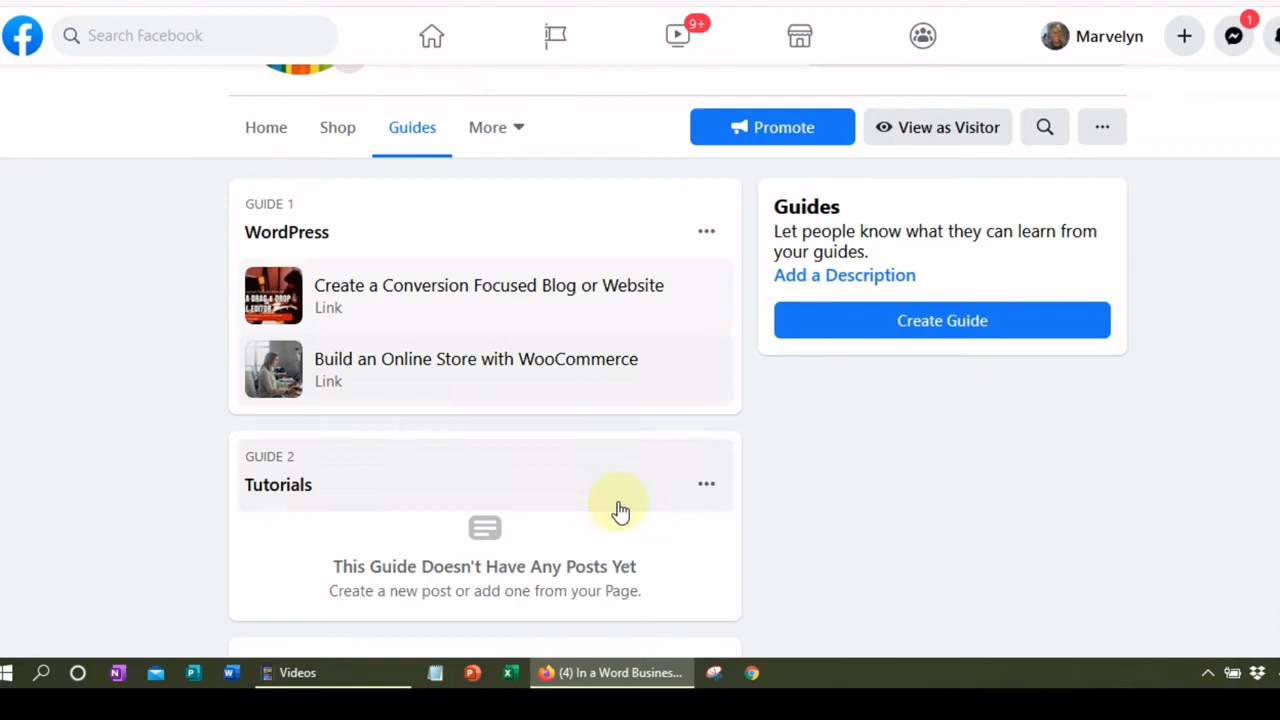 Search Facebook
9+
Marvelyn
1
Home
Shop
Guides
More
Promote
View as Visitor
GUIDE 1
WordPress
Create a Conversion Focused Blog or Website
Link
Build an Online Store with WooCommerce
Link
Guides
Let people know what they can learn from
your guides.
Add a Description
Create Guide
GUIDE 2
Tutorials
This Guide Doesn't Have Any Posts Yet
Create a new post or add one from your Page.
Videos
(4) In a Word Busines...